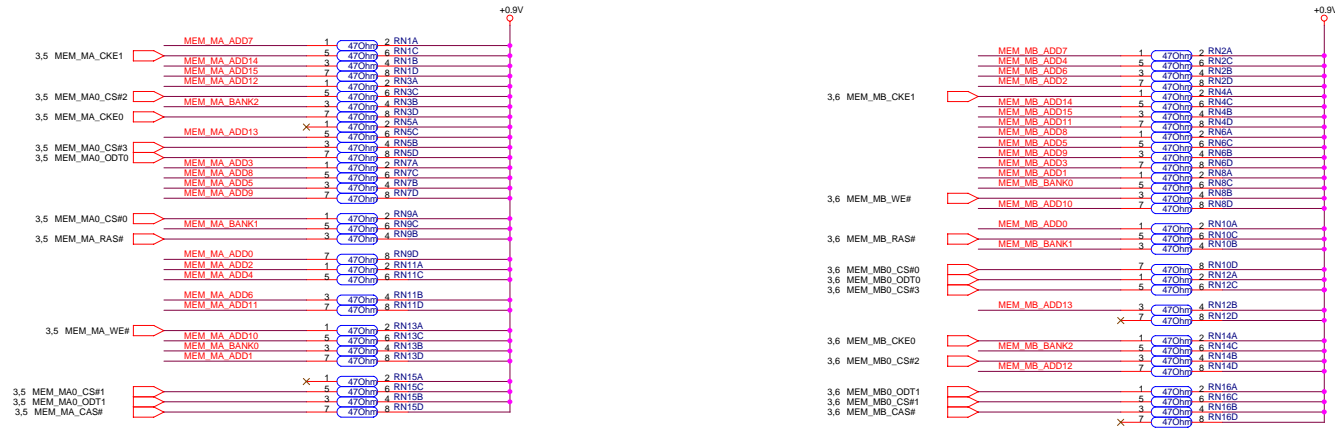 +0.9V
MEM_MA_ADD7 1 47Ohm 2 RN1A
3,5 MEM_MA_CKE1 5 47Ohm 6 RN1C
MEM_MA_ADD14 3 47Ohm 4 RN1B
MEM_MA_ADD15 7 47Ohm 8 RN1D
MEM_MA_ADD12 1 47Ohm 2 RN3A
3,5 MEM_MA0_CS#2 5 47Ohm 6 RN3C
MEM_MA_BANK2 3 47Ohm 4 RN3B
3,5 MEM_MA_CKE0 7 47Ohm 8 RN3D
1 47Ohm 2 RN5A
MEM_MA_ADD13 5 47Ohm 6 RN5C
3,5 MEM_MA0_CS#3 3 47Ohm 4 RN5B
3,5 MEM_MA0_ODT0 7 47Ohm 8 RN5D
MEM_MA_ADD3 1 47Ohm 2 RN7A
MEM_MA_ADD8 5 47Ohm 6 RN7C
MEM_MA_ADD5 3 47Ohm 4 RN7B
MEM_MA_ADD9 7 47Ohm 8 RN7D
3,5 MEM_MA0_CS#0 1 47Ohm 2 RN9A
MEM_MA_BANK1 5 47Ohm 6 RN9C
3,5 MEM_MA_RAS# 3 47Ohm 4 RN9B
MEM_MA_ADD0 7 47Ohm 8 RN9D
MEM_MA_ADD2 1 47Ohm 2 RN11A
MEM_MA_ADD4 5 47Ohm 6 RN11C
MEM_MA_ADD6 3 47Ohm 4 RN11B
MEM_MA_ADD11 7 47Ohm 8 RN11D
3,5 MEM_MA_WE# 1 47Ohm 2 RN13A
MEM_MA_ADD10 5 47Ohm 6 RN13C
MEM_MA_BANK0 3 47Ohm 4 RN13B
MEM_MA_ADD1 7 47Ohm 8 RN13D
1 47Ohm 2 RN15A
3,5 MEM_MA0_CS#1 5 47Ohm 6 RN15C
3,5 MEM_MA0_ODT1 3 47Ohm 4 RN15B
3,5 MEM_MA_CAS# 7 47Ohm 8 RN15D
+0.9V
MEM_MB_ADD7 1 47Ohm 2 RN2A
MEM_MB_ADD4 5 47Ohm 6 RN2C
MEM_MB_ADD6 3 47Ohm 4 RN2B
MEM_MB_ADD2 7 47Ohm 8 RN2D
3,6 MEM_MB_CKE1 1 47Ohm 2 RN4A
MEM_MB_ADD14 5 47Ohm 6 RN4C
MEM_MB_ADD15 3 47Ohm 4 RN4B
MEM_MB_ADD11 7 47Ohm 8 RN4D
MEM_MB_ADD8 1 47Ohm 2 RN6A
MEM_MB_ADD5 5 47Ohm 6 RN6C
MEM_MB_ADD9 3 47Ohm 4 RN6B
MEM_MB_ADD3 7 47Ohm 8 RN6D
MEM_MB_ADD1 1 47Ohm 2 RN8A
MEM_MB_BANK0 5 47Ohm 6 RN8C
3,6 MEM_MB_WE# 3 47Ohm 4 RN8B
MEM_MB_ADD10 7 47Ohm 8 RN8D
MEM_MB_ADD0 1 47Ohm 2 RN10A
3,6 MEM_MB_RAS# 5 47Ohm 6 RN10C
MEM_MB_BANK1 3 47Ohm 4 RN10B
3,6 MEM_MB0_CS#0 7 47Ohm 8 RN10D
3,6 MEM_MB0_ODT0 1 47Ohm 2 RN12A
3,6 MEM_MB0_CS#3 5 47Ohm 6 RN12C
MEM_MB_ADD13 3 47Ohm 4 RN12B
7 47Ohm 8 RN12D
3,6 MEM_MB_CKE0 1 47Ohm 2 RN14A
MEM_MB_BANK2 5 47Ohm 6 RN14C
3,6 MEM_MB0_CS#2 3 47Ohm 4 RN14B
MEM_MB_ADD12 7 47Ohm 8 RN14D
3,6 MEM_MB0_ODT1 1 47Ohm 2 RN16A
3,6 MEM_MB0_CS#1 5 47Ohm 6 RN16C
3,6 MEM_MB_CAS# 3 47Ohm 4 RN16B
7 47Ohm 8 RN16D